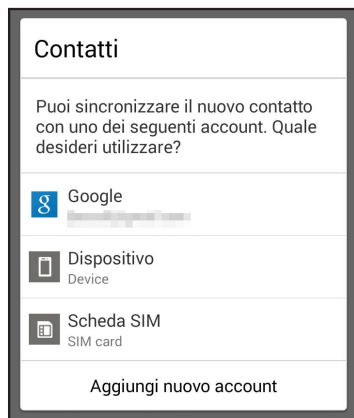 Contatti
Puoi sincronizzare il nuovo contatto
con uno dei seguenti account. Quale
desideri utilizzare?
Google
Dispositivo
Device
Scheda SIM
SIM card
Aggiungi nuovo account